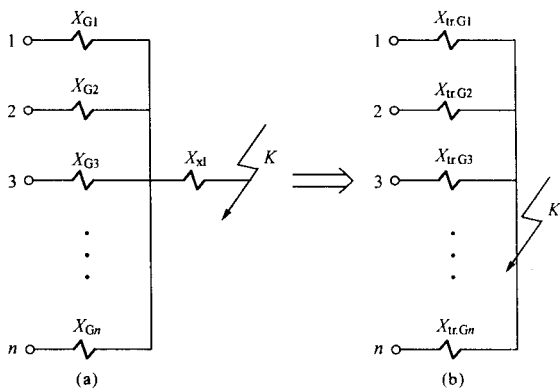 X_G1
1
X_G2
2
X_G3
3
X_xl
K
X_Gn
n
(a)
X_tr.G1
1
X_tr.G2
2
X_tr.G3
3
K
X_tr.Gn
n
(b)